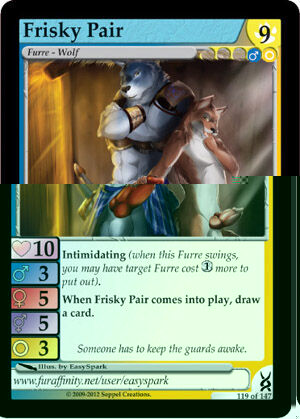 Frisky Pair
9
Furre - Wolf
10
3
5
5
3
Intimidating (when this Furre swings,
you may have target Furre cost 1 more to
put out).
When Frisky Pair comes into play, draw
a card.
Someone has to keep the guards awake.
Illus. by EasySpark
www.furaffinity.net/user/easyspark
119 of 147
© 2009-2012 Soppel Creations.